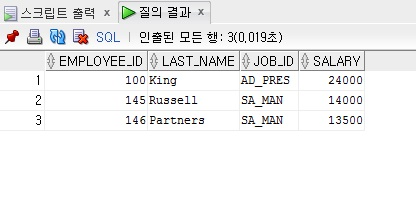 스크립트 출력 x 질의 결과 x
SQL | 인출된 모든 행: 3(0,019초)
EMPLOYEE_ID LAST_NAME JOB_ID SALARY
1 100 King AD_PRES 24000
2 145 Russell SA_MAN 14000
3 146 Partners SA_MAN 13500